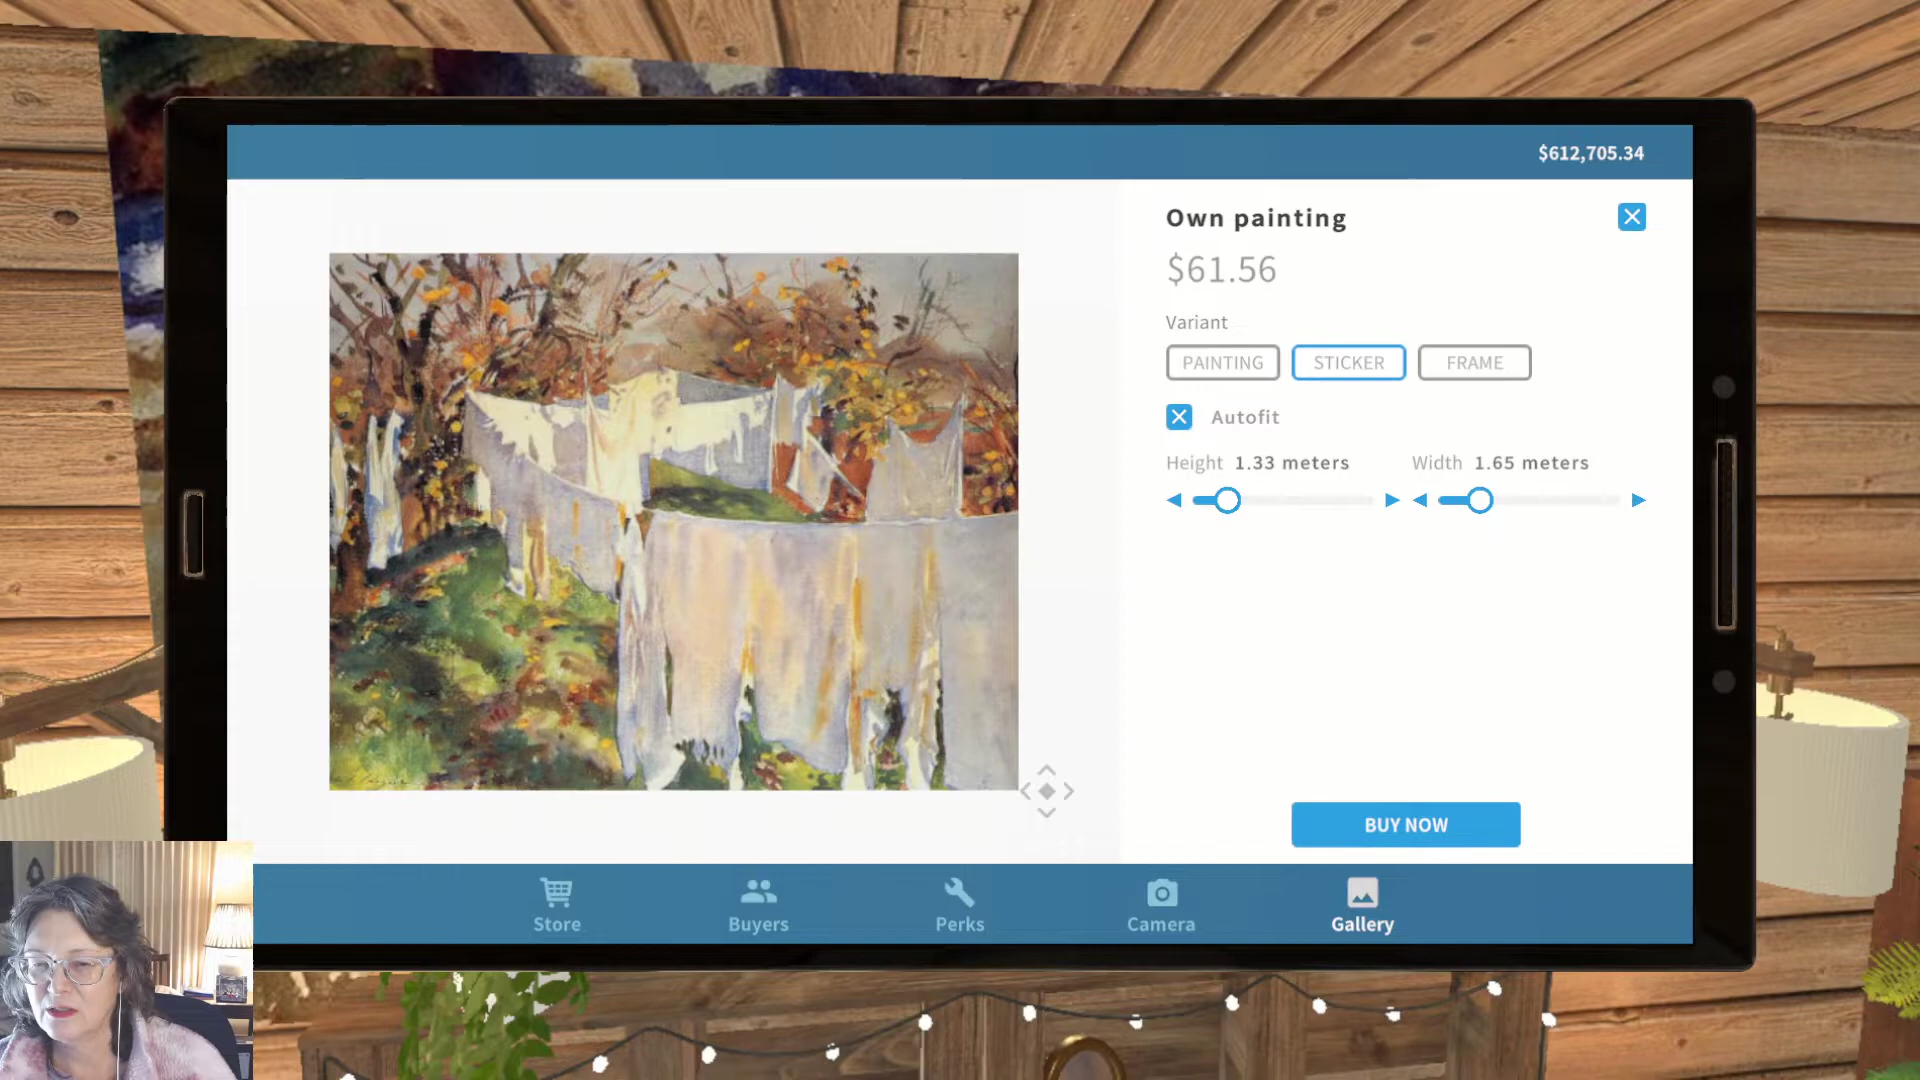 $612,705.34
Own painting
$61.56
Variant
PAINTING STICKER FRAME
Autofit
Height 1.33 meters Width 1.65 meters
BUY NOW
Store Buyers Perks Camera Gallery